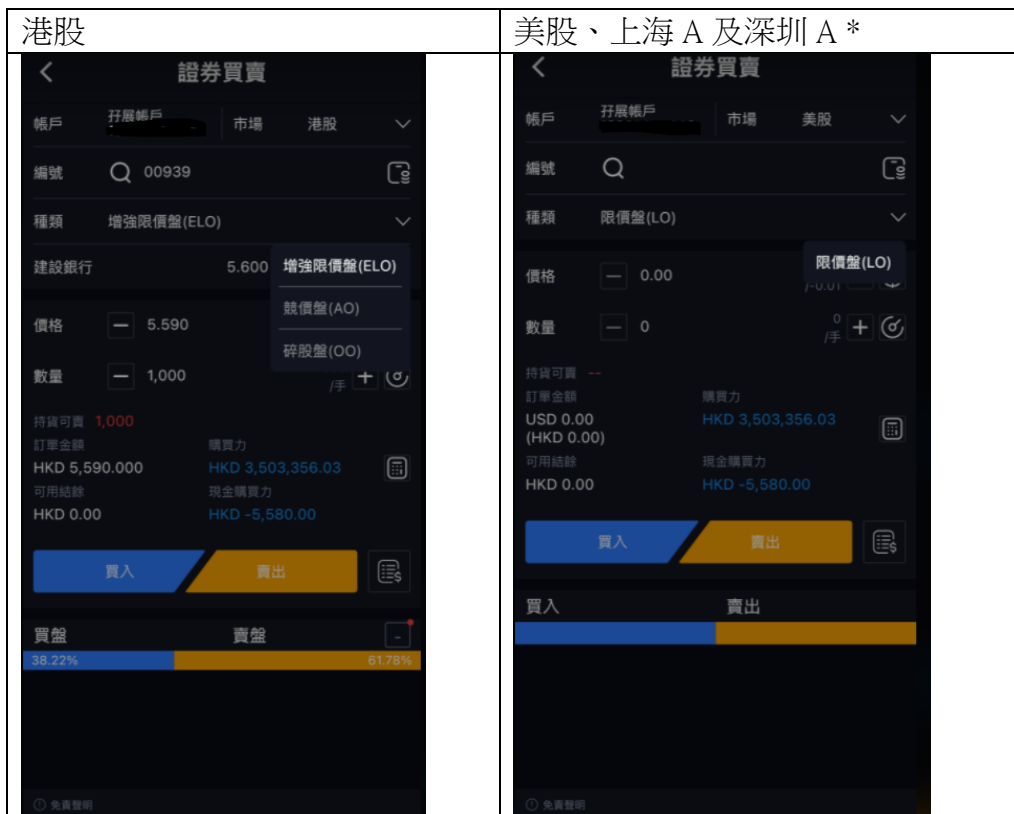 港股
證券買賣
帳戶 孖展帳戶 市場 港股
編號 00939
種類 增強限價盤(ELO)
建設銀行 5.600 增強限價盤(ELO)
競價盤(AO)
價格 5.590
碎股盤(OO)
數量 1,000 /手
持貨可賣 1,000
訂單金額 購買力
HKD 5,590.000 HKD 3,503,356.03
可用結餘 現金購買力
HKD 0.00 HKD -5,580.00
買入 賣出
買盤 賣盤 -
38.22% 61.78%
免責聲明
美股、上海 A 及深圳 A *
證券買賣
帳戶 孖展帳戶 市場 美股
編號
種類 限價盤(LO)
限價盤(LO)
價格 0.00 /-0.01
數量 0 0 /手
持貨可賣 --
訂單金額 購買力
USD 0.00 HKD 3,503,356.03
(HKD 0.00)
可用結餘 現金購買力
HKD 0.00 HKD -5,580.00
買入 賣出
買入 賣出
免責聲明